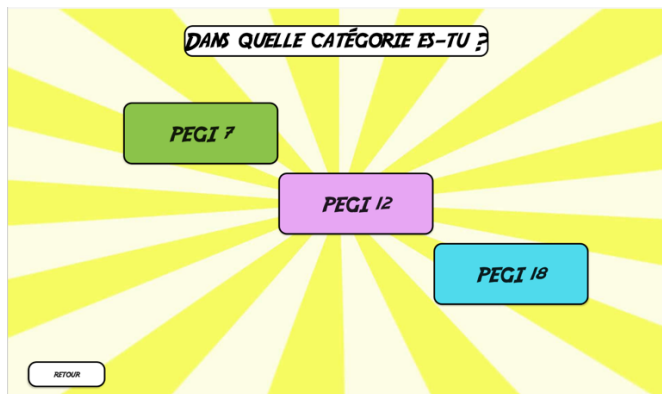 DANS QUELLE CATÉGORIE ES-TU ?
PEGI 7
PEGI 12
PEGI 18
RETOUR